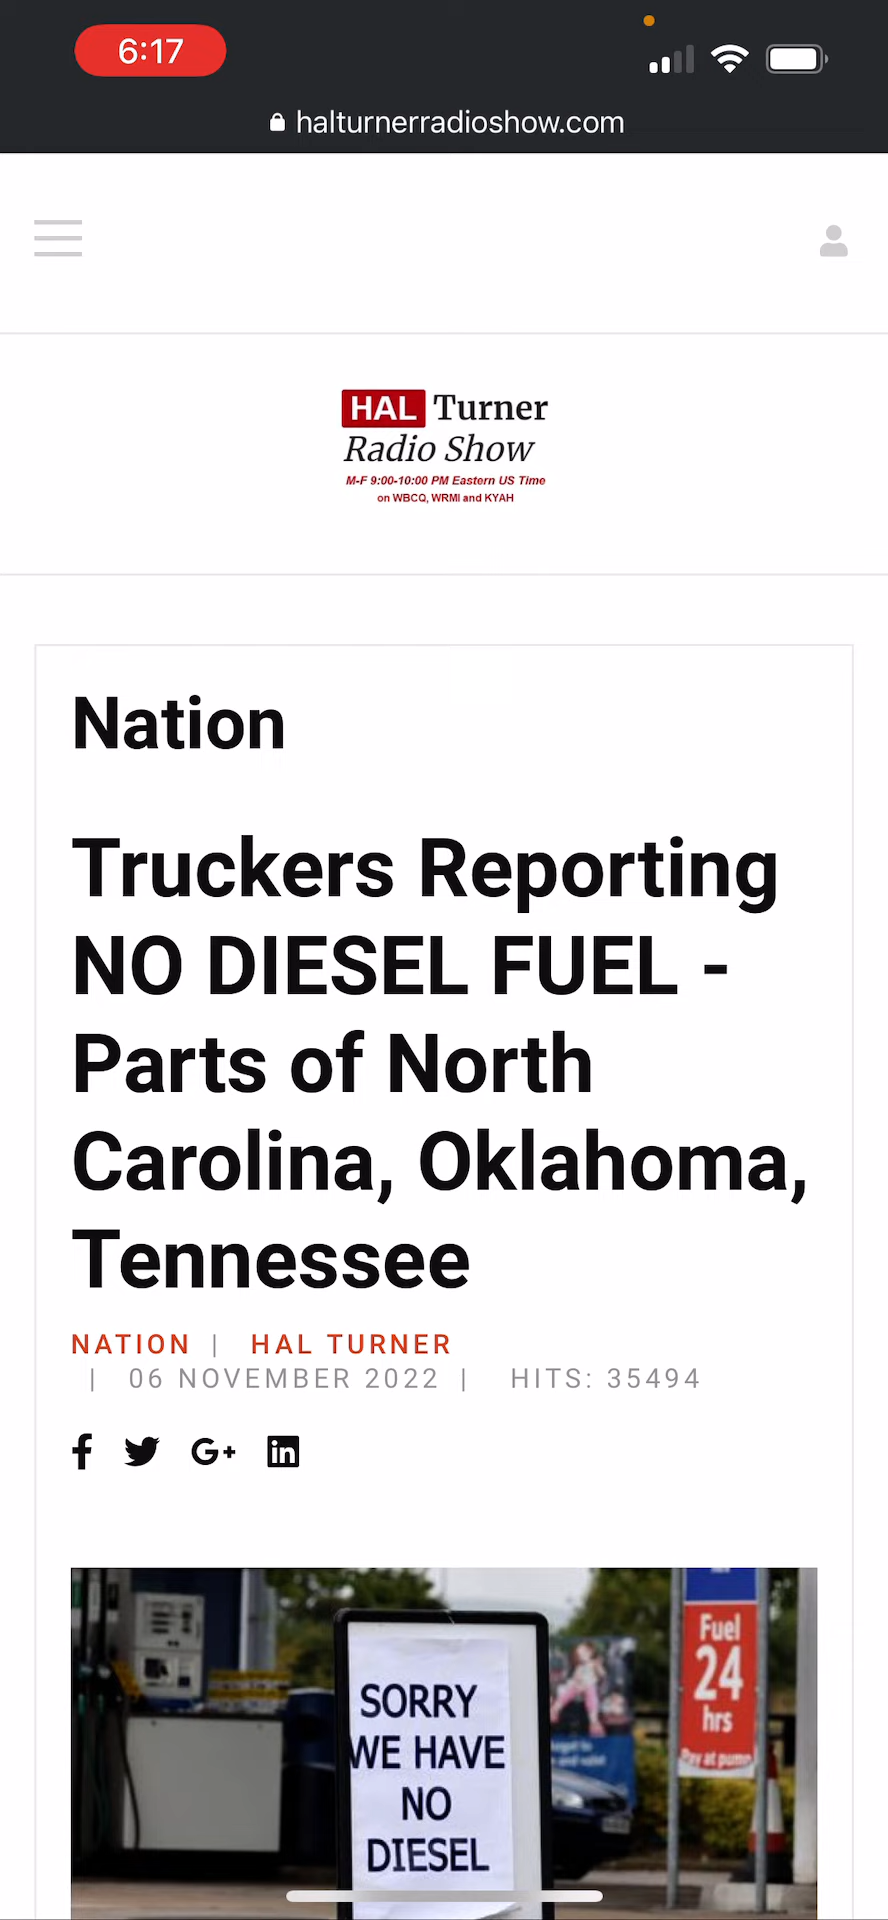 6:17
halturnerradioshow.com
HAL Turner
Radio Show
M-F 9:00-10:00 PM Eastern US Time
on WBCQ, WRMI and KYAH
Nation
Truckers Reporting
NO DIESEL FUEL -
Parts of North
Carolina, Oklahoma,
Tennessee
NATION | HAL TURNER
| 06 NOVEMBER 2022 | HITS: 35494
SORRY
WE HAVE
NO
DIESEL
Fuel
24
hrs
Pay at pump